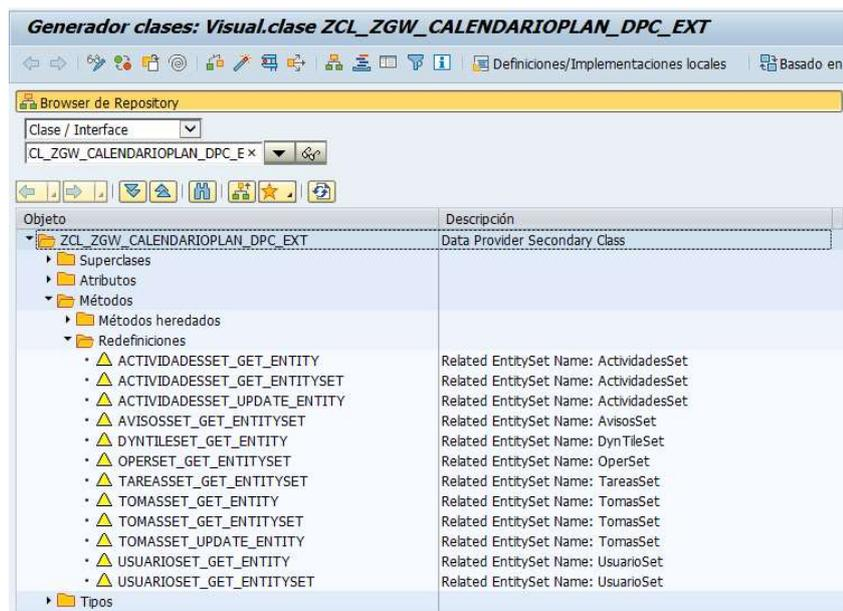 Generador clases: Visual.clase ZCL_ZGW_CALENDARIOPLAN_DPC_EXT
Definiciones/Implementaciones locales Basado en
Browser de Repository
Clase / Interface
CL_ZGW_CALENDARIOPLAN_DPC_E
Objeto Descripción
ZCL_ZGW_CALENDARIOPLAN_DPC_EXT Data Provider Secondary Class
Superclases
Atributos
Métodos
Métodos heredados
Redefiniciones
ACTIVIDADESSET_GET_ENTITY Related EntitySet Name: ActividadesSet
ACTIVIDADESSET_GET_ENTITYSET Related EntitySet Name: ActividadesSet
ACTIVIDADESSET_UPDATE_ENTITY Related EntitySet Name: ActividadesSet
AVISOSSET_GET_ENTITYSET Related EntitySet Name: AvisosSet
DYNTILESET_GET_ENTITY Related EntitySet Name: DynTileSet
OPERSET_GET_ENTITYSET Related EntitySet Name: OperSet
TAREASSET_GET_ENTITYSET Related EntitySet Name: TareasSet
TOMASSET_GET_ENTITY Related EntitySet Name: TomasSet
TOMASSET_GET_ENTITYSET Related EntitySet Name: TomasSet
TOMASSET_UPDATE_ENTITY Related EntitySet Name: TomasSet
USUARIOSET_GET_ENTITY Related EntitySet Name: UsuarioSet
USUARIOSET_GET_ENTITYSET Related EntitySet Name: UsuarioSet
Tipos